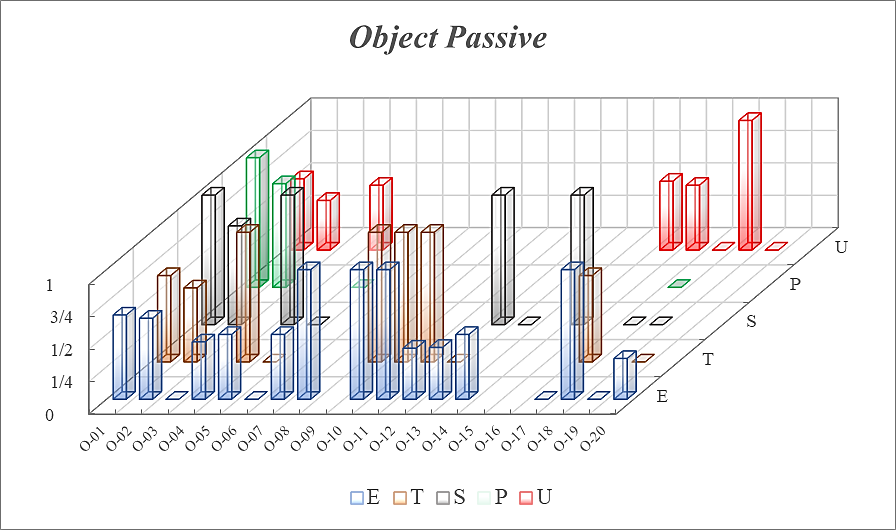 Object Passive
1
3/4
1/2
1/4
0
O-01
O-02
O-03
O-04
O-05
O-06
O-07
O-08
O-09
O-10
O-11
O-12
O-13
O-14
O-15
O-16
O-17
O-18
O-19
O-20
E
T
S
P
U
E T S P U